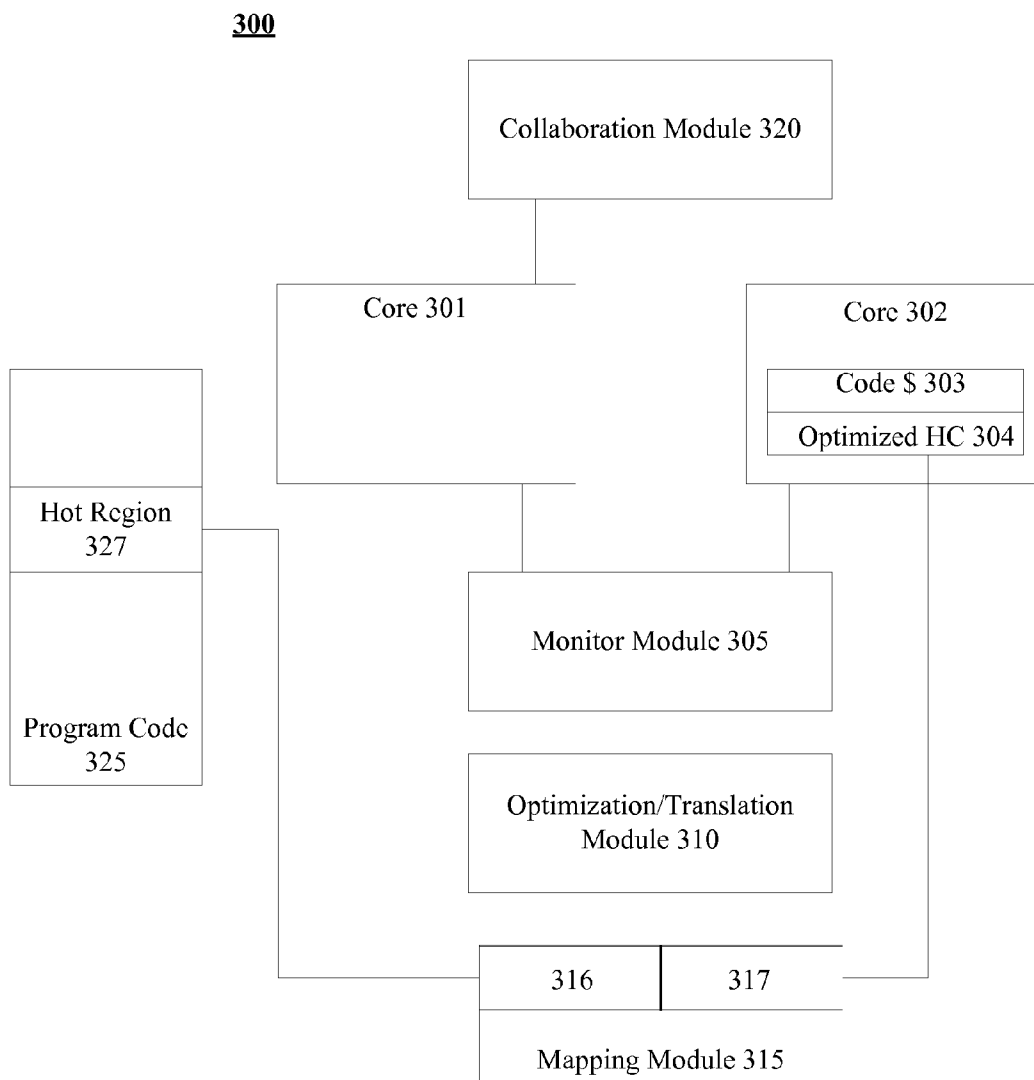 300
Collaboration Module 320
Core 301
Core 302
Code $ 303
Optimized HC 304
Hot Region
327
Monitor Module 305
Program Code
325
Optimization/Translation
Module 310
316
317
Mapping Module 315